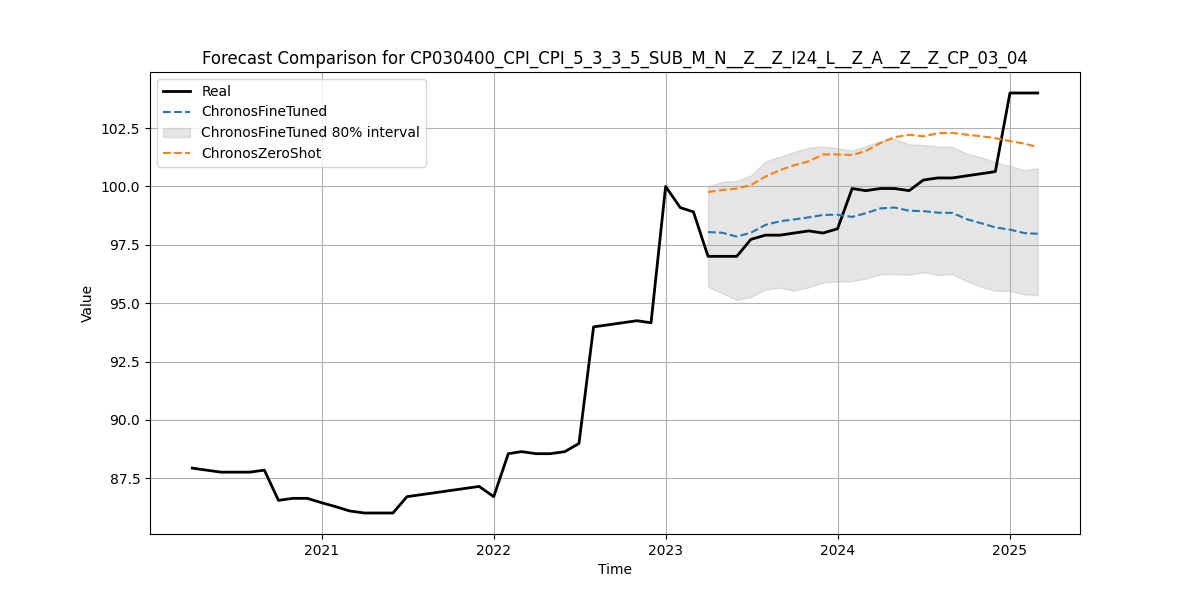 Forecast Comparison for CP030400_CPI_CPI_5_3_3_5_SUB_M_N__Z__Z_I24_L__Z_A__Z__Z_CP_03_04
Real
ChronosFineTuned
ChronosFineTuned 80% interval
ChronosZeroShot
102.5
100.0
97.5
95.0
92.5
90.0
87.5
Value
2021
2022
2023
2024
2025
Time